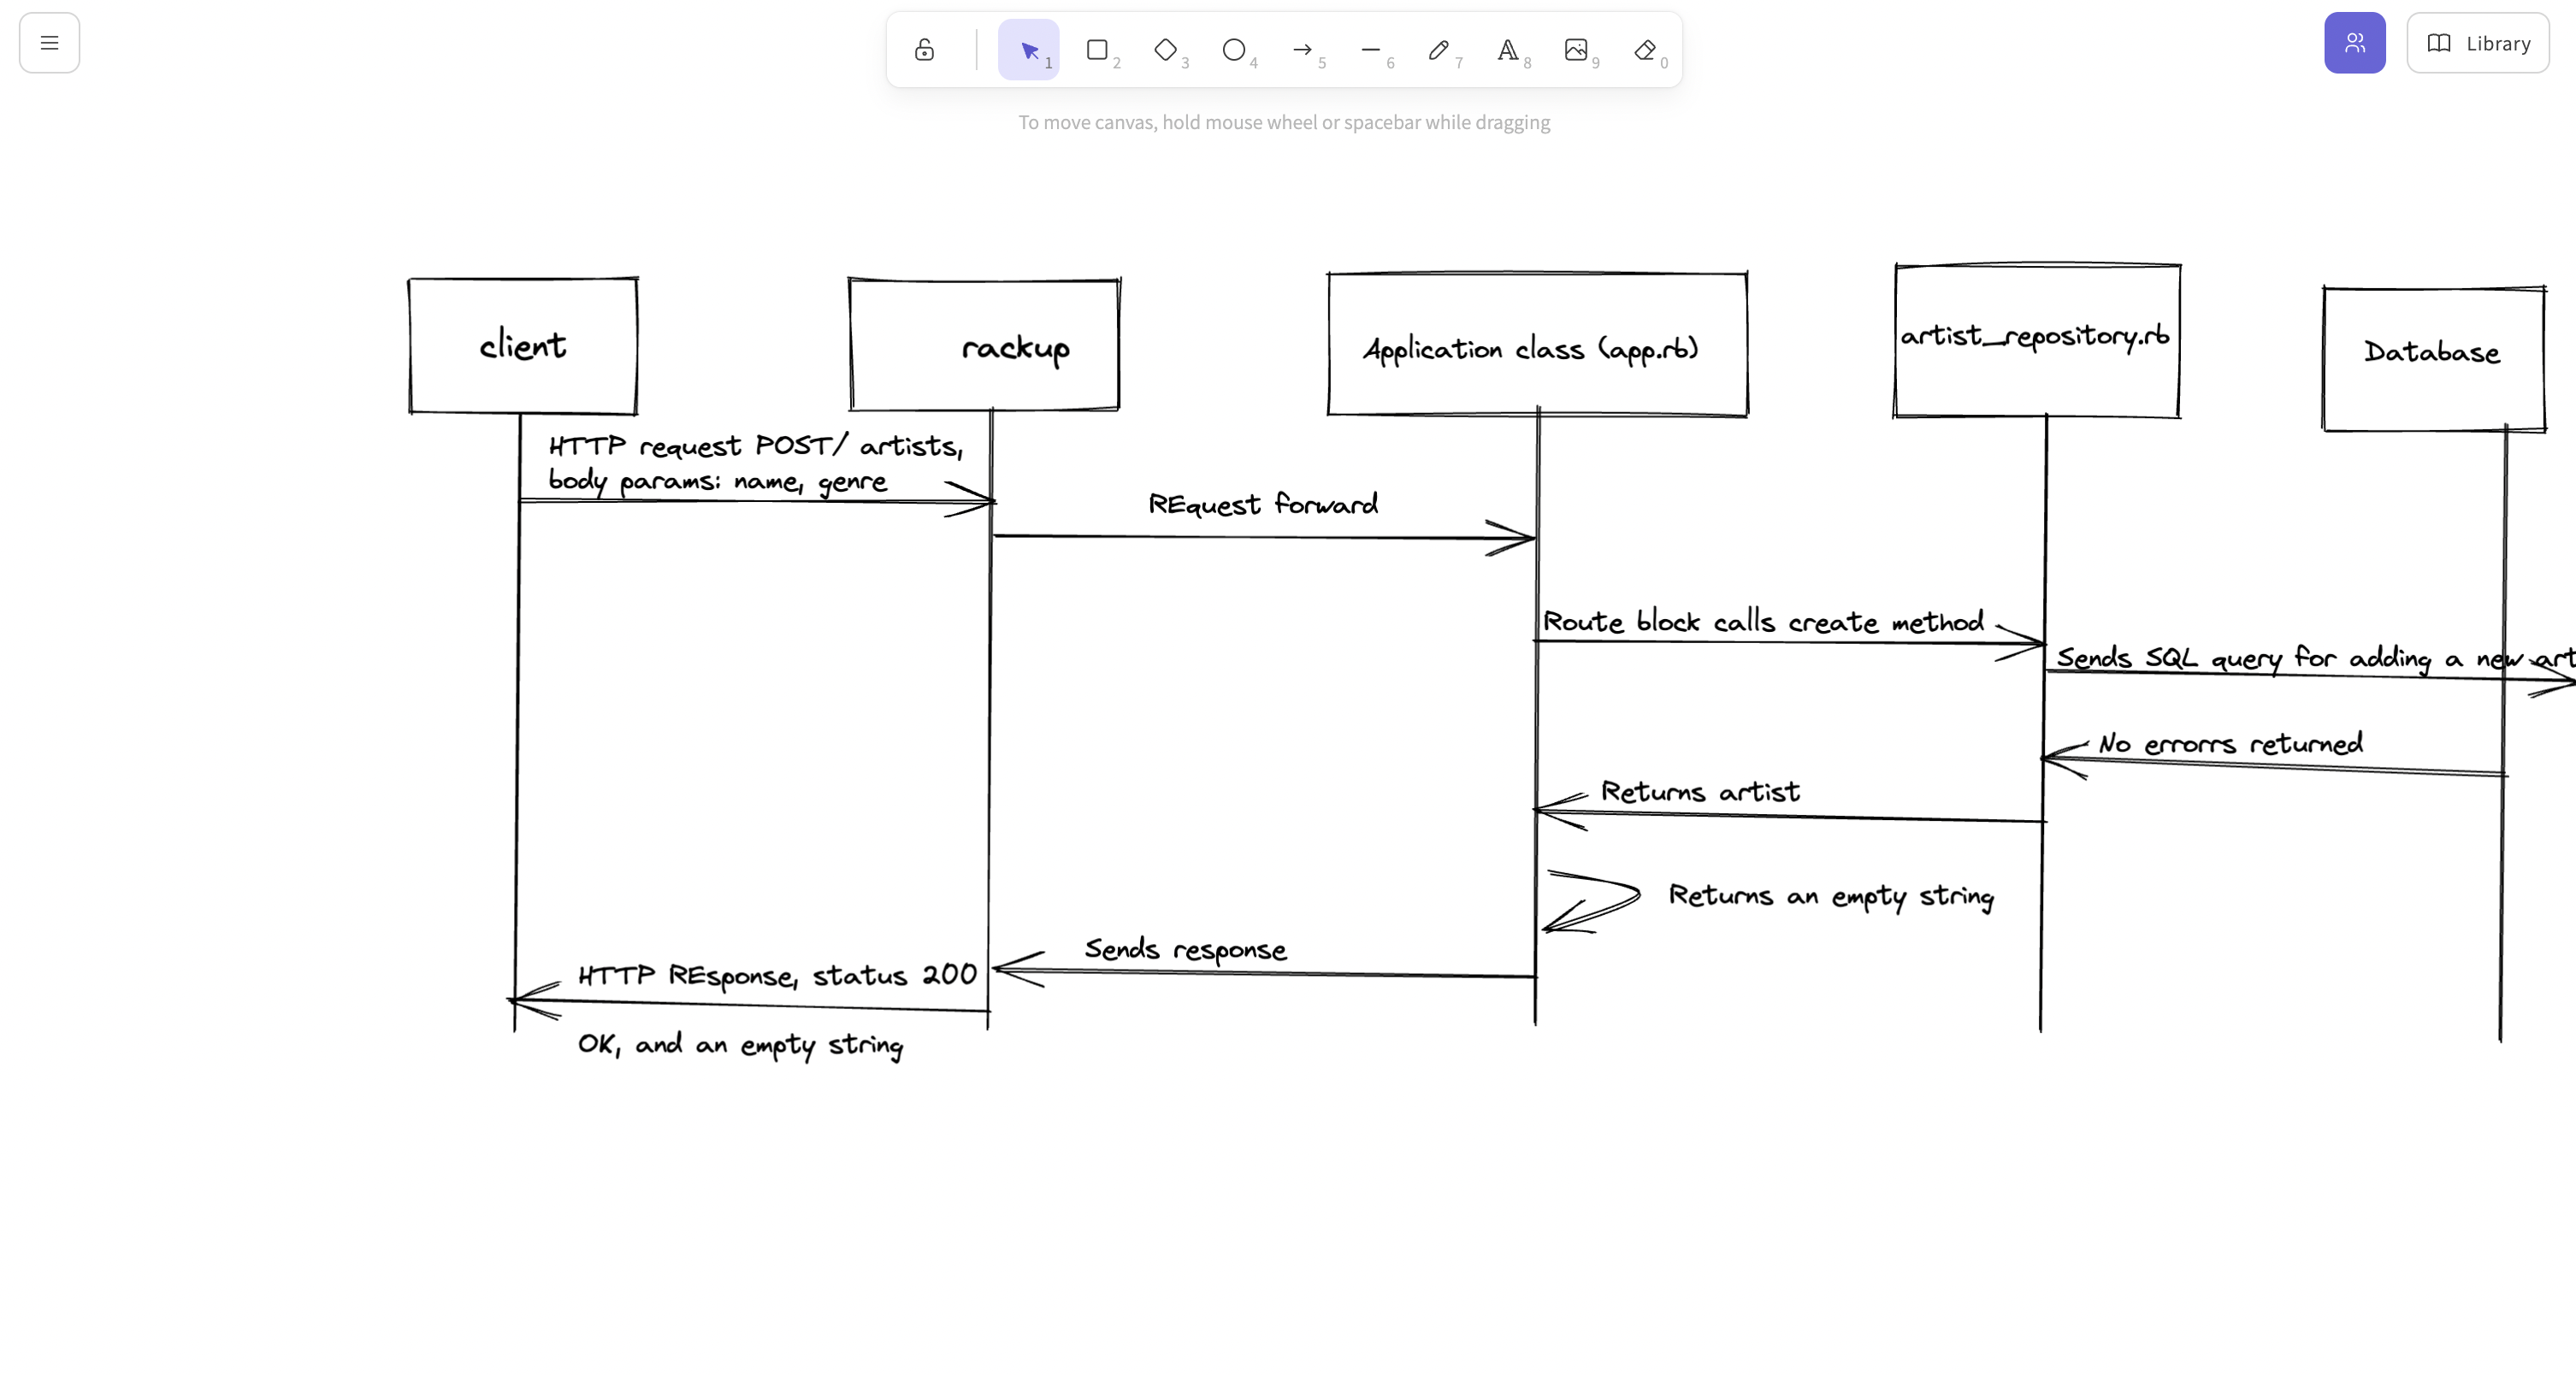 1
2
3
4
5
6
7
8
9
0
Library
To move canvas, hold mouse wheel or spacebar while dragging
client
rackup
Application class (app.rb)
artist_repository.rb
Database
HTTP request POST/ artists,
body params: name, genre
REquest forward
Route block calls create method
Sends SQL query for adding a new art
No errorrs returned
Returns artist
Returns an empty string
Sends response
HTTP REsponse, status 200
OK, and an empty string